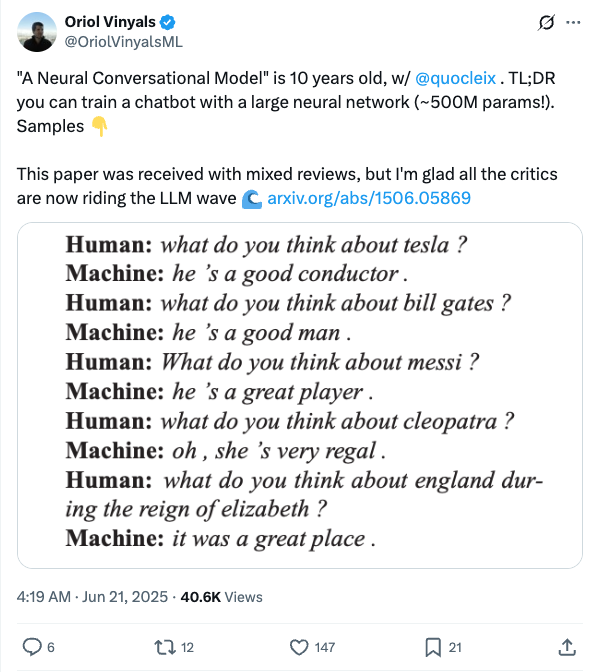 Oriol Vinyals
@OriolVinyalsML
"A Neural Conversational Model" is 10 years old, w/ @quocleix . TL;DR
you can train a chatbot with a large neural network (~500M params!).
Samples 👇
This paper was received with mixed reviews, but I'm glad all the critics
are now riding the LLM wave 🌊 arxiv.org/abs/1506.05869
Human: what do you think about tesla ?
Machine: he 's a good conductor .
Human: what do you think about bill gates ?
Machine: he 's a good man .
Human: What do you think about messi ?
Machine: he 's a great player .
Human: what do you think about cleopatra ?
Machine: oh , she 's very regal .
Human: what do you think about england dur-
ing the reign of elizabeth ?
Machine: it was a great place .
4:19 AM · Jun 21, 2025 · 40.6K Views
6 12 147 21